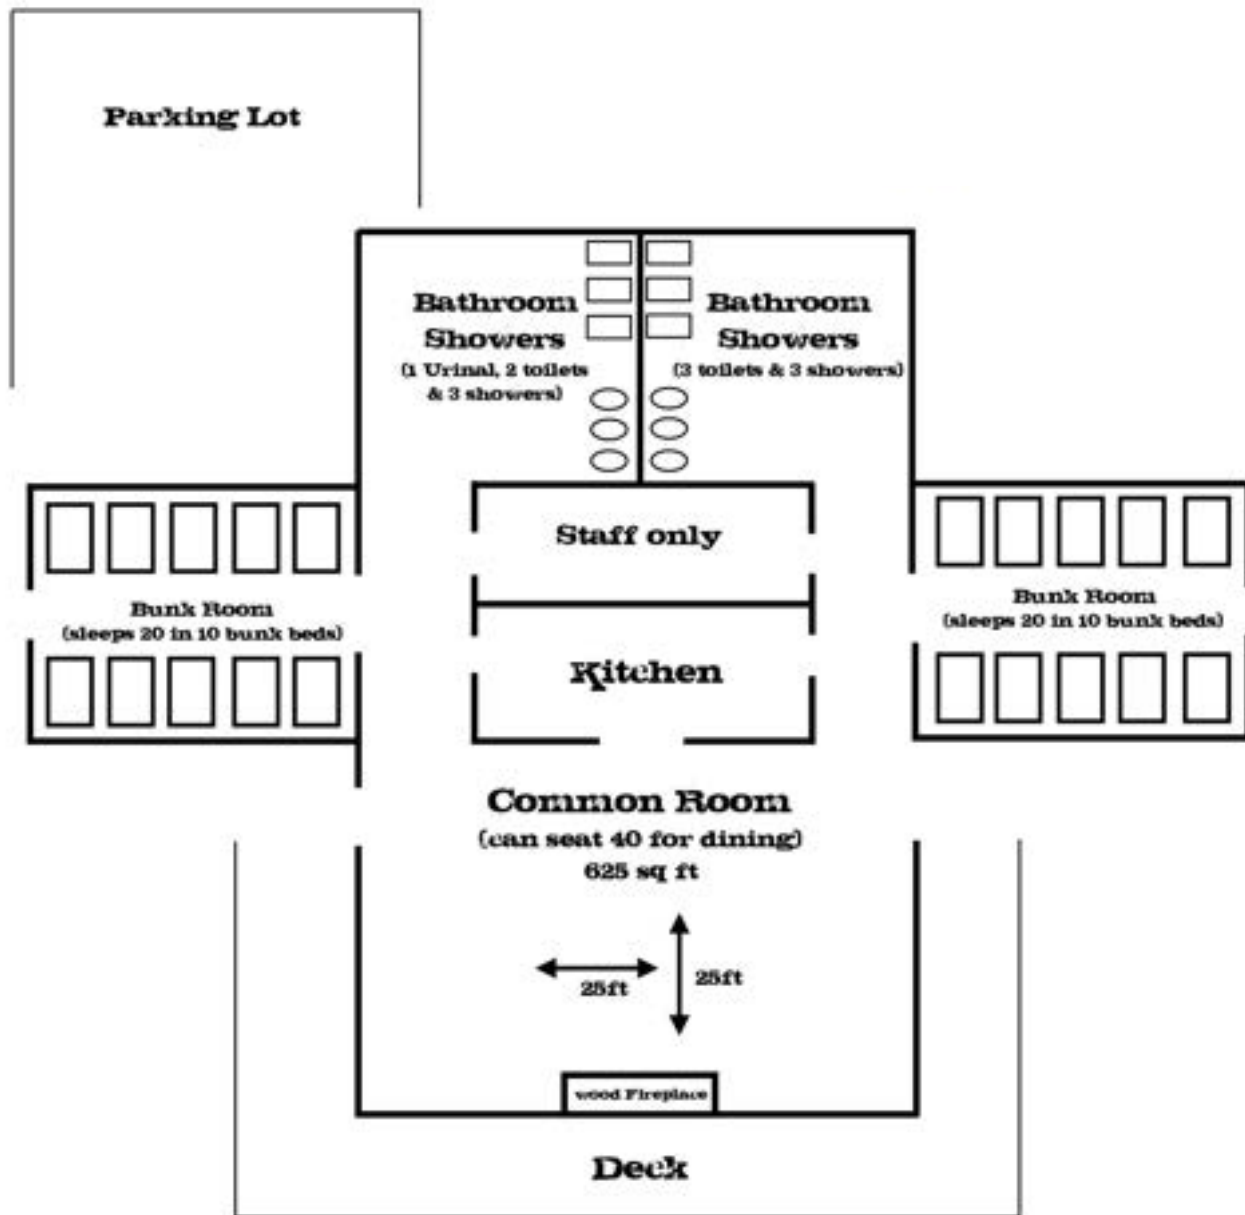 Parking Lot
Bathroom
Showers
(1 Urinal, 2 toilets
& 3 showers)
Bathroom
Showers
(3 toilets & 3 showers)
Staff only
Bunk Room
(sleeps 20 in 10 bunk beds)
Bunk Room
(sleeps 20 in 10 bunk beds)
Kitchen
Common Room
(can seat 40 for dining)
625 sq ft
25ft
25ft
wood Fireplace
Deck